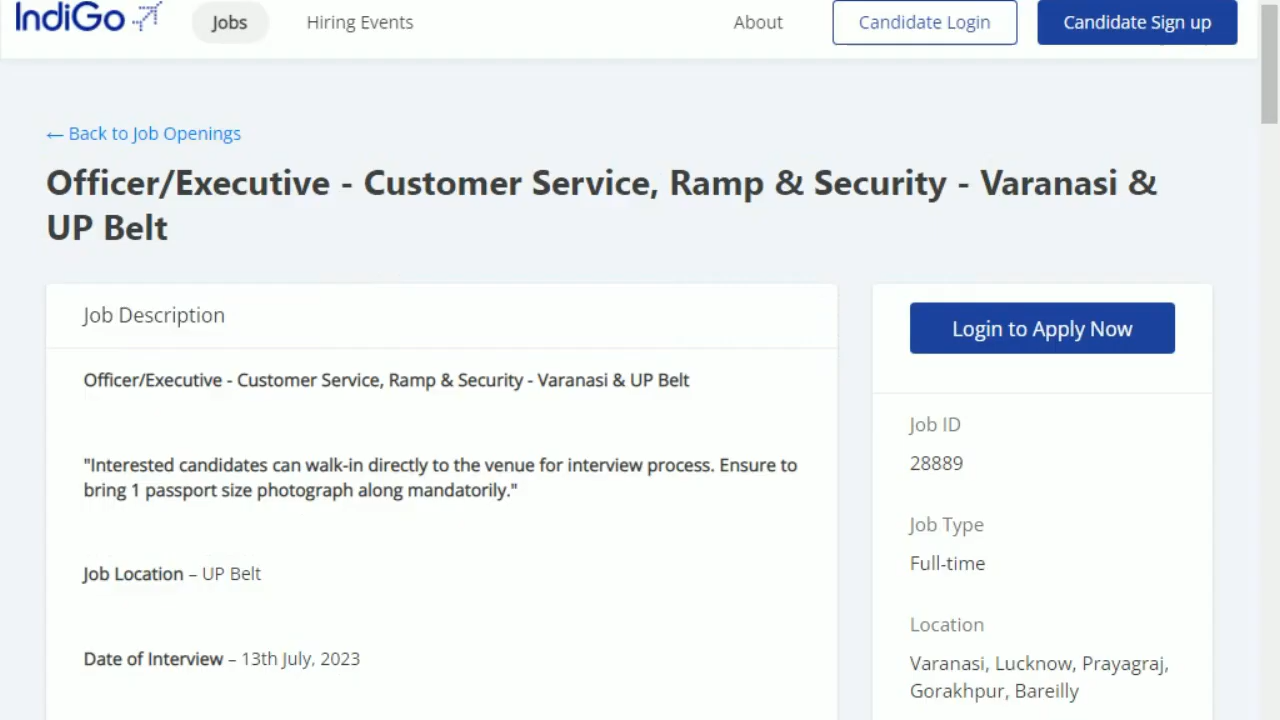 IndiGo
Jobs
Hiring Events
About
Candidate Login
Candidate Sign up
← Back to Job Openings
Officer/Executive - Customer Service, Ramp & Security - Varanasi &
UP Belt
Job Description
Officer/Executive - Customer Service, Ramp & Security - Varanasi & UP Belt
"Interested candidates can walk-in directly to the venue for interview process. Ensure to
bring 1 passport size photograph along mandatorily."
Job Location – UP Belt
Date of Interview – 13th July, 2023
Login to Apply Now
Job ID
28889
Job Type
Full-time
Location
Varanasi, Lucknow, Prayagraj,
Gorakhpur, Bareilly